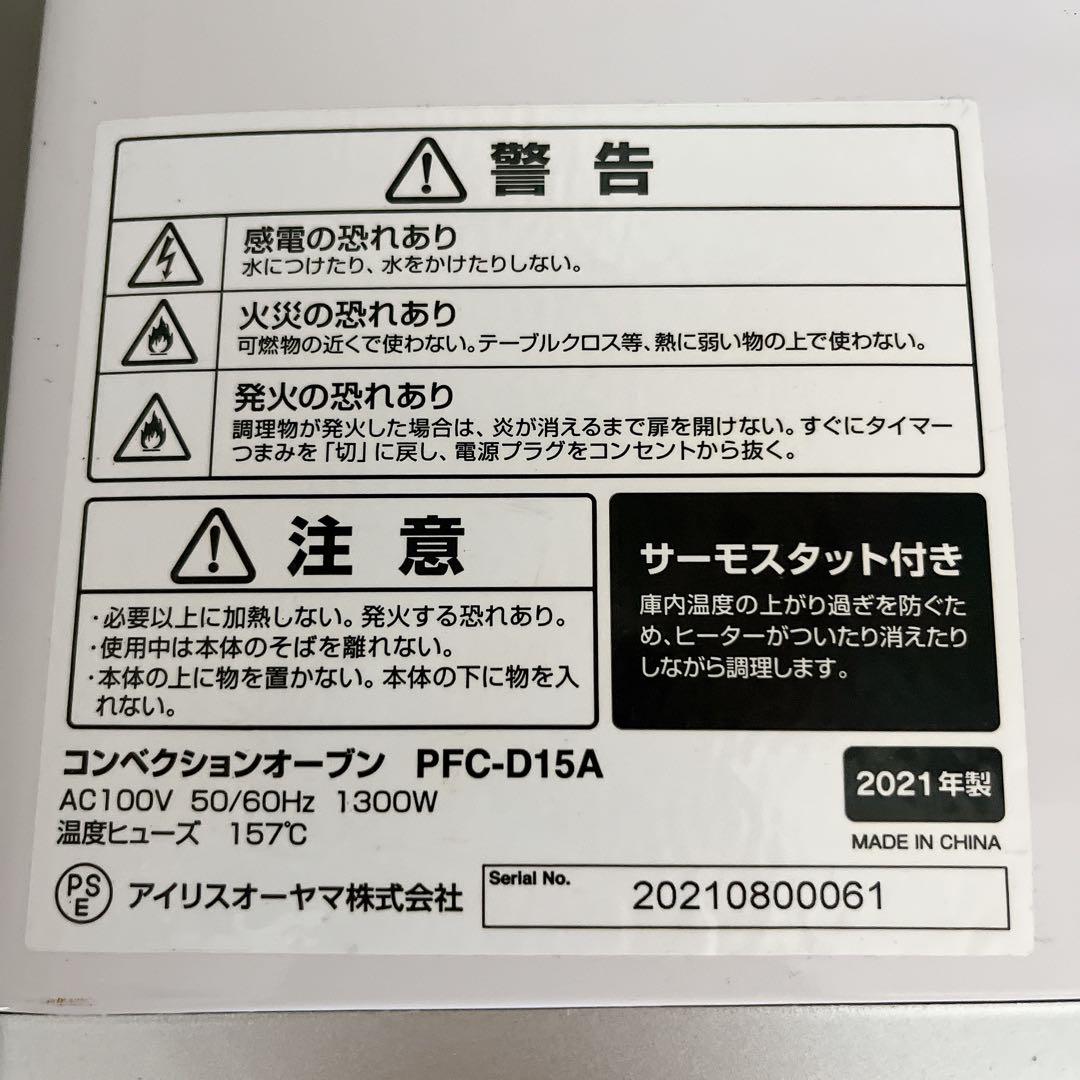 警告
感電の恐れあり
水につけたり、水をかけたりしない。
火災の恐れあり
可燃物の近くで使わない。テーブルクロス等、熱に弱い物の上で使わない。
発火の恐れあり
調理物が発火した場合は、炎が消えるまで扉を開けない。すぐにタイマー
つまみを「切」に戻し、電源プラグをコンセントから抜く。
注意
・必要以上に加熱しない。発火する恐れあり。
・使用中は本体のそばを離れない。
・本体の上に物を置かない。本体の下に物を入
れない。
サーモスタット付き
庫内温度の上がり過ぎを防ぐた
め、ヒーターがついたり消えたり
しながら調理します。
コンベクションオーブン PFC-D15A
AC100V 50/60Hz 1300W
温度ヒューズ 157℃
2021年製
MADE IN CHINA
PSE アイリスオーヤマ株式会社
Serial No. 20210800061